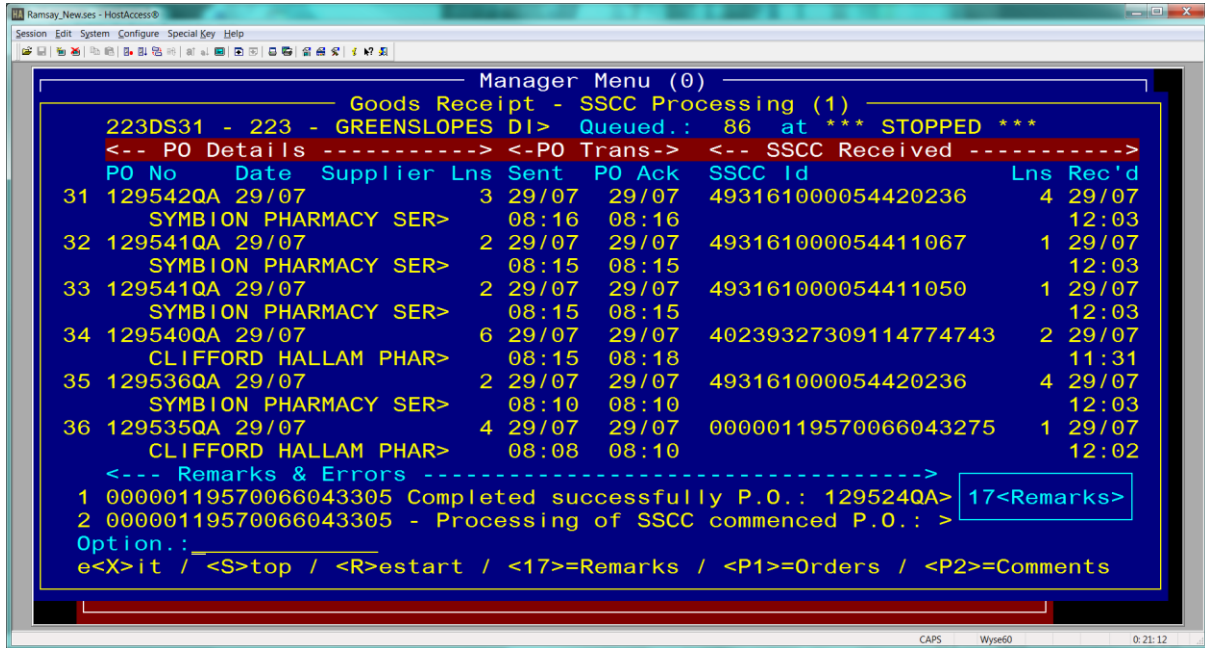 Ramsay_New.ses - HostAccess®
Session Edit System Configure Special Key Help
Manager Menu (0)
Goods Receipt - SSCC Processing (1)
223DS31 - 223 - GREENSLOPES DI> Queued.: 86 at *** STOPPED ***
<-- PO Details -----------> <-PO Trans-> <-- SSCC Received ----------->
PO No Date Supplier Lns Sent PO Ack SSCC Id Lns Rec'd
31 129542QA 29/07 3 29/07 29/07 493161000054420236 4 29/07
SYMBION PHARMACY SER> 08:16 08:16 12:03
32 129541QA 29/07 2 29/07 29/07 493161000054411067 1 29/07
SYMBION PHARMACY SER> 08:15 08:15 12:03
33 129541QA 29/07 2 29/07 29/07 493161000054411050 1 29/07
SYMBION PHARMACY SER> 08:15 08:15 12:03
34 129540QA 29/07 6 29/07 29/07 40239327309114774743 2 29/07
CLIFFORD HALLAM PHAR> 08:15 08:18 11:31
35 129536QA 29/07 2 29/07 29/07 493161000054420236 4 29/07
SYMBION PHARMACY SER> 08:10 08:10 12:03
36 129535QA 29/07 4 29/07 29/07 00000119570066043275 1 29/07
CLIFFORD HALLAM PHAR> 08:08 08:10 12:02
<--- Remarks & Errors ----------------------------------->
1 00000119570066043305 Completed successfully P.O.: 129524QA> 17<Remarks>
2 00000119570066043305 - Processing of SSCC commenced P.O.: >
Option.:
e<X>it / <S>top / <R>estart / <17>=Remarks / <P1>=Orders / <P2>=Comments
CAPS Wyse60 0: 21: 12